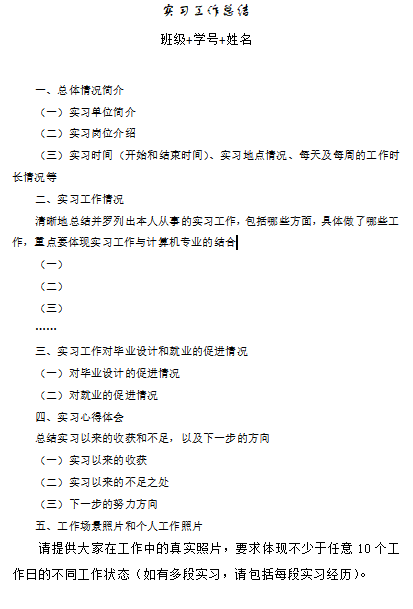 实习工作总结
班级+学号+姓名
一、总体情况简介
（一）实习单位简介
（二）实习岗位介绍
（三）实习时间（开始和结束时间）、实习地点情况、每天及每周的工作时
长情况等
二、实习工作情况
清晰地总结并罗列出本人从事的实习工作，包括哪些方面，具体做了哪些工
作，重点要体现实习工作与计算机专业的结合
（一）
（二）
（三）
……
三、实习工作对毕业设计和就业的促进情况
（一）对毕业设计的促进情况
（二）对就业的促进情况
四、实习心得体会
总结实习以来的收获和不足，以及下一步的方向
（一）实习以来的收获
（二）实习以来的不足之处
（三）下一步的努力方向
五、工作场景照片和个人工作照片
请提供大家在工作中的真实照片，要求体现不少于任意 10 个工
作日的不同工作状态（如有多段实习，请包括每段实习经历）。